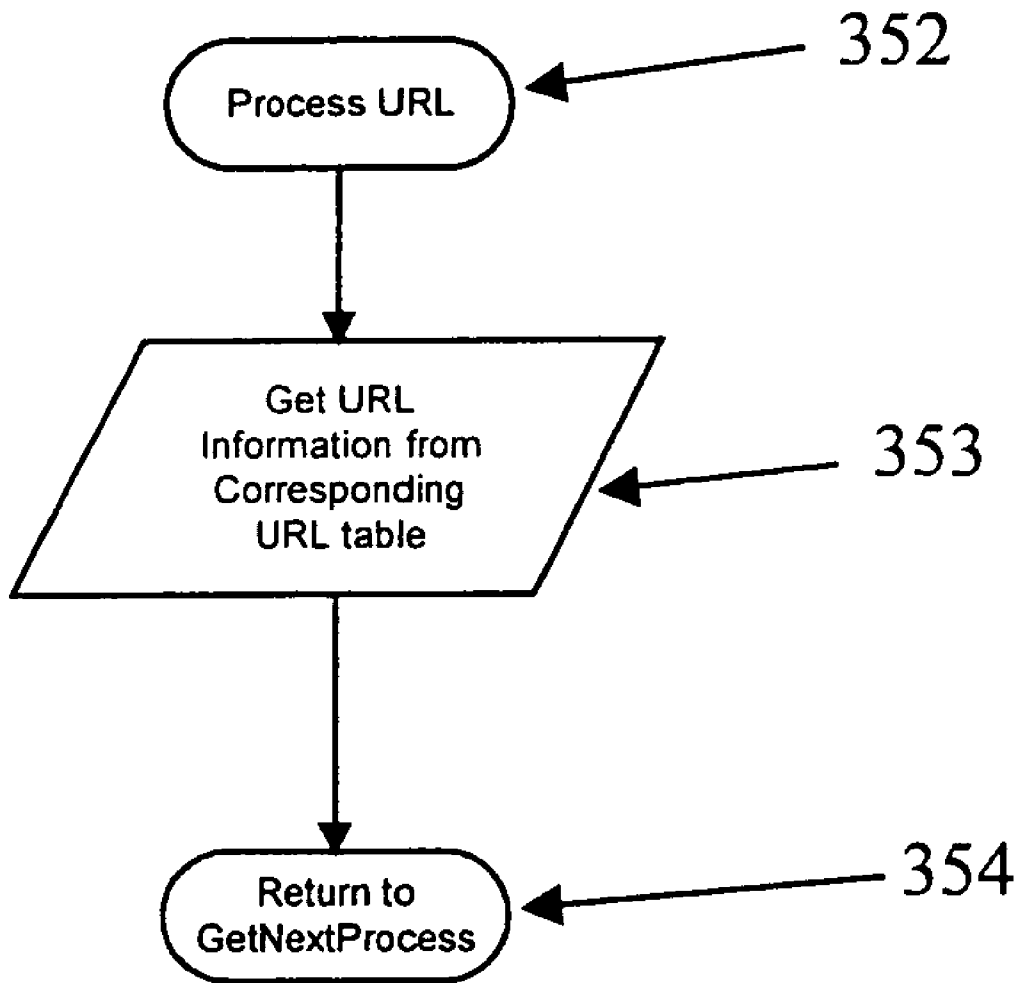 352
Process URL
Get URL
Information from
Corresponding
URL table
353
Return to
GetNextProcess
354